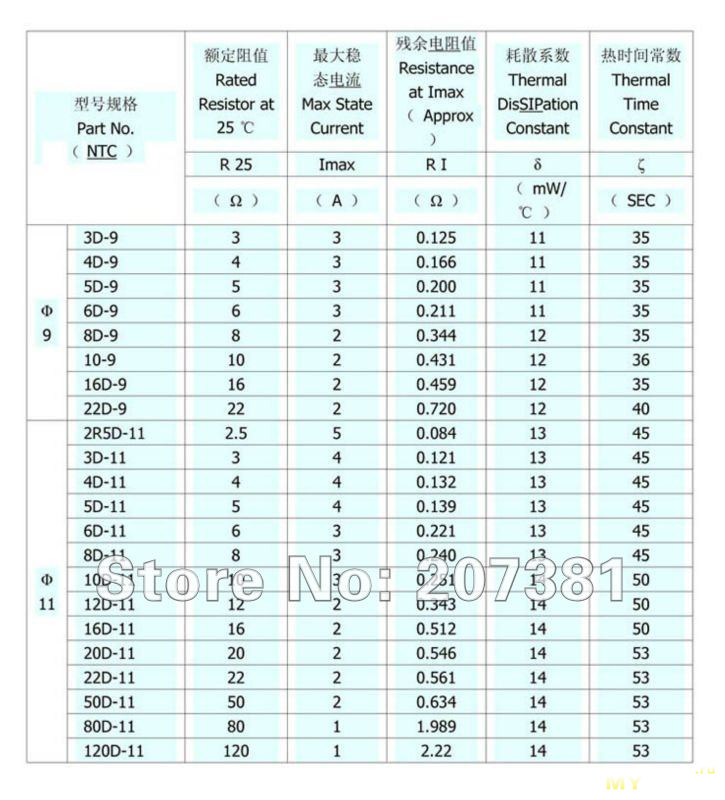 型号规格
Part No.
( NTC )
额定阻值
Rated
Resistor at
25 ℃
最大稳
态电流
Max State
Current
残余电阻值
Resistance
at Imax
( Approx
)
耗散系数
Thermal
DisSIPation
Constant
热时间常数
Thermal
Time
Constant
R 25 Imax R I δ ζ
( Ω ) ( A ) ( Ω ) ( mW/
℃ ) ( SEC )
Φ
9
3D-9 3 3 0.125 11 35
4D-9 4 3 0.166 11 35
5D-9 5 3 0.200 11 35
6D-9 6 3 0.211 11 35
8D-9 8 2 0.344 12 35
10-9 10 2 0.431 12 36
16D-9 16 2 0.459 12 35
22D-9 22 2 0.720 12 40
Φ
11
2R5D-11 2.5 5 0.084 13 45
3D-11 3 4 0.121 13 45
4D-11 4 4 0.132 13 45
5D-11 5 4 0.139 13 45
6D-11 6 3 0.221 13 45
8D-11 8 3 0.240 13 45
10D-11 10 3 50
12D-11 12 2 0.343 14 50
16D-11 16 2 0.512 14 50
20D-11 20 2 0.546 14 53
22D-11 22 2 0.561 14 53
50D-11 50 2 0.634 14 53
80D-11 80 1 1.989 14 53
120D-11 120 1 2.22 14 53
Store No: 207381
MY
.ru